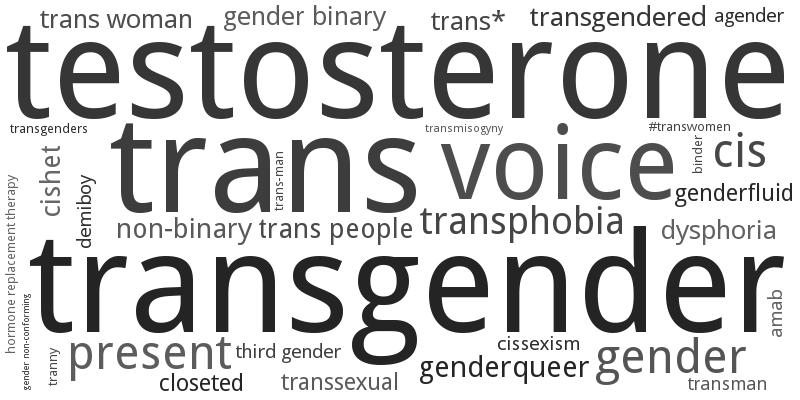 trans woman
gender binary
trans*
transgendered
agender
testosterone
transgenders
transmisogyny
#transwomen
trans
voice
cis
binder
cishet
trans-man
demiboy
genderfluid
hormone replacement therapy
non-binary
trans people
transphobia
dysphoria
transgender
gender non-conforming
amab
tranny
present
third gender
cissexism
genderqueer
gender
closeted
transsexual
transman